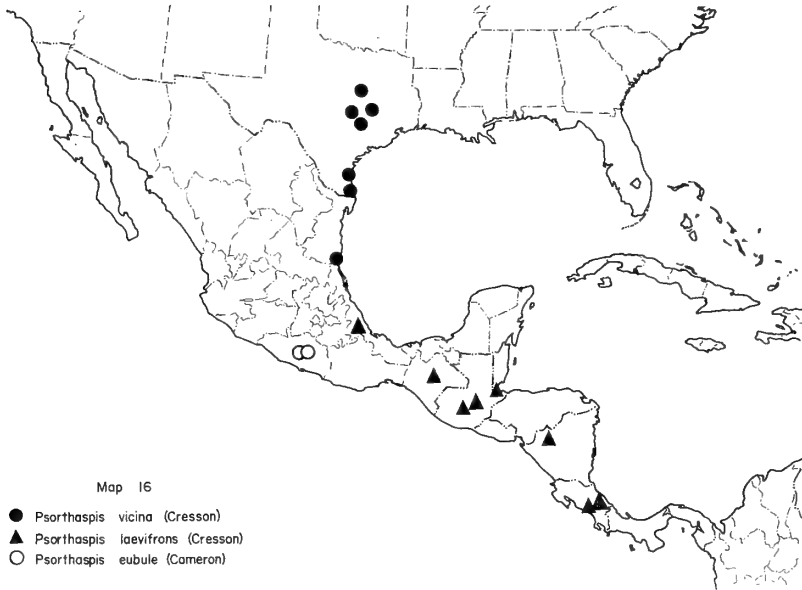 Map 16
Psorthaspis vicina (Cresson)
Psorthaspis laevifrons (Cresson)
Psorthaspis eubule (Cameron)